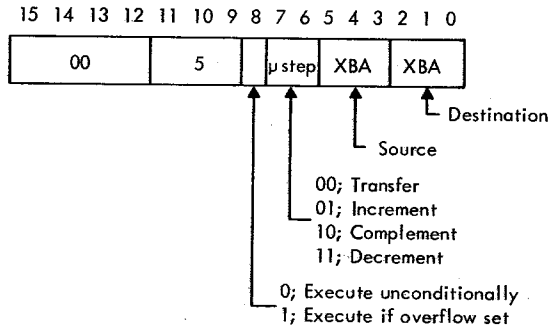 15 14 13 12 11 10 9 8 7 6 5 4 3 2 1 0
00 5 μ step XBA XBA
Destination
Source
00; Transfer
01; Increment
10; Complement
11; Decrement
0; Execute unconditionally
1; Execute if overflow set